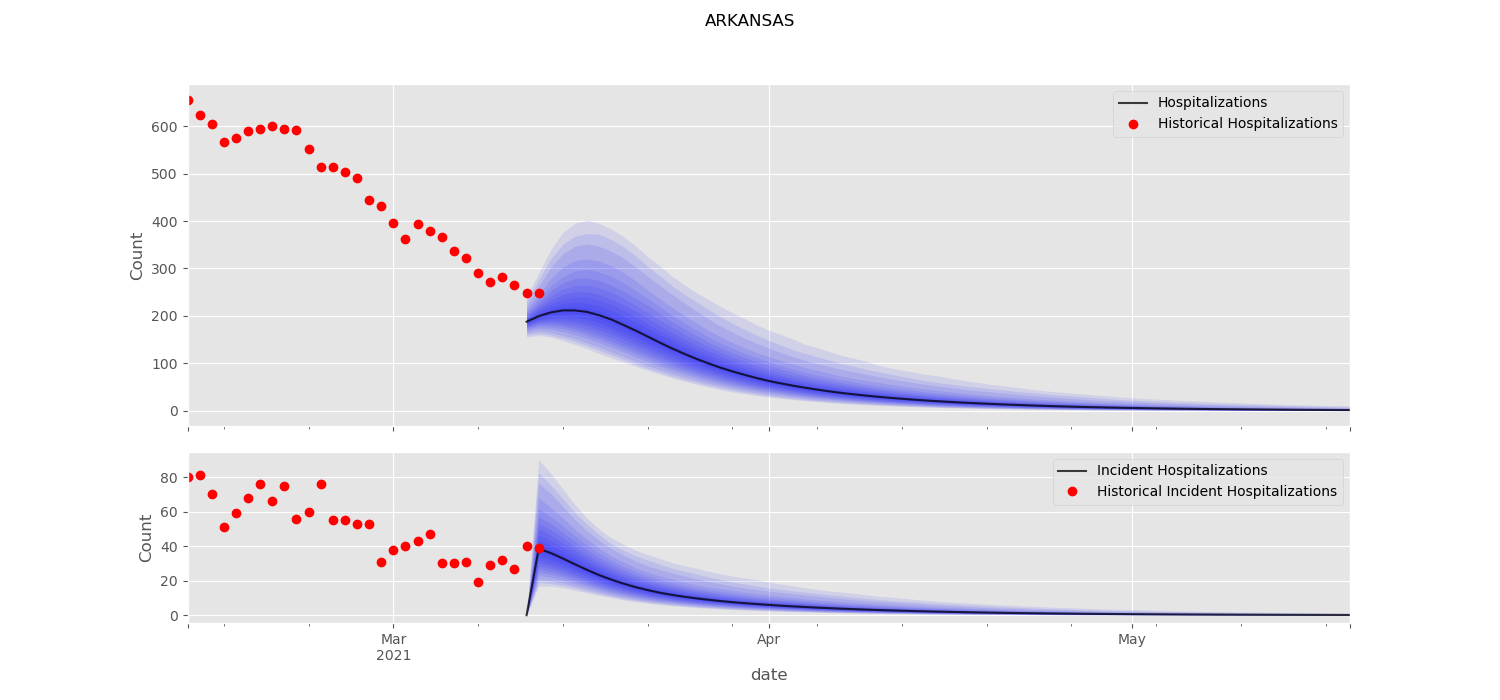 ARKANSAS
Count
600
500
400
300
200
100
0
Hospitalizations
Historical Hospitalizations
Count
80
60
40
20
0
Incident Hospitalizations
Historical Incident Hospitalizations
Mar
2021
Apr
May
date